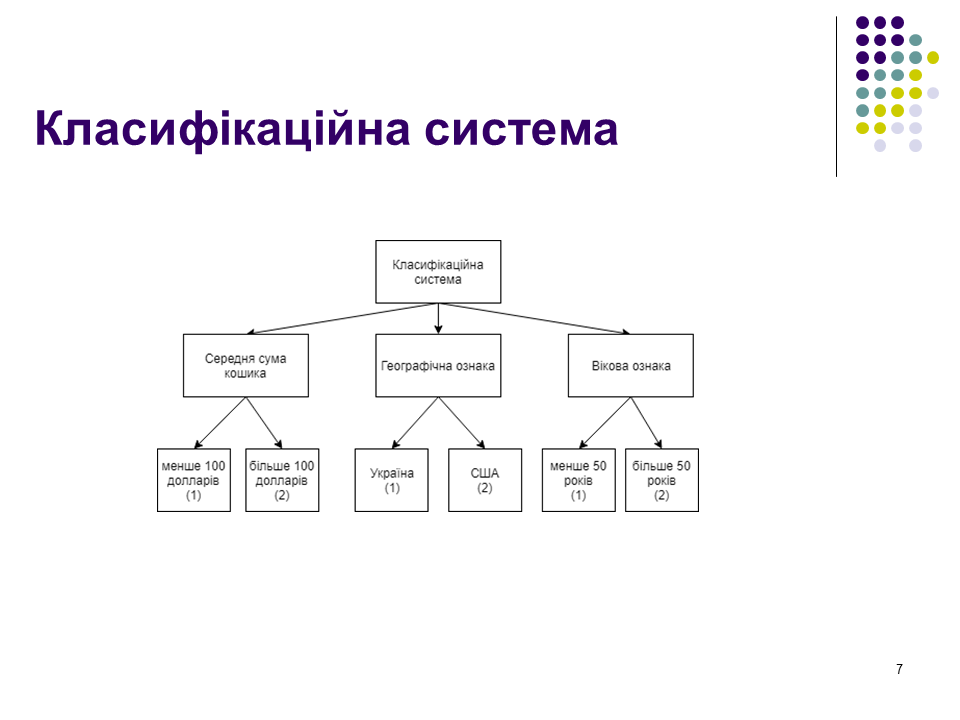 Класифікаційна система
Класифікаційна
система
Середня сума
кошика
Географічна ознака
Вікова ознака
менше 100
долларів
(1)
більше 100
долларів
(2)
Україна
(1)
США
(2)
менше 50
років
(1)
більше 50
років
(2)
7